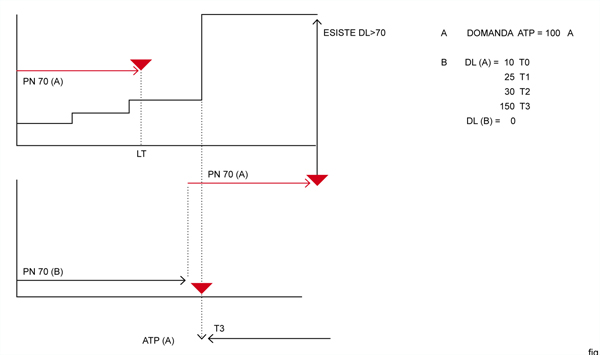 ESISTE DL>70
A DOMANDA ATP = 100 A
PN 70 (A)
B DL (A) = 10 T0
25 T1
30 T2
150 T3
DL (B) = 0
LT
PN 70 (A)
PN 70 (B)
T3
ATP (A)
fig